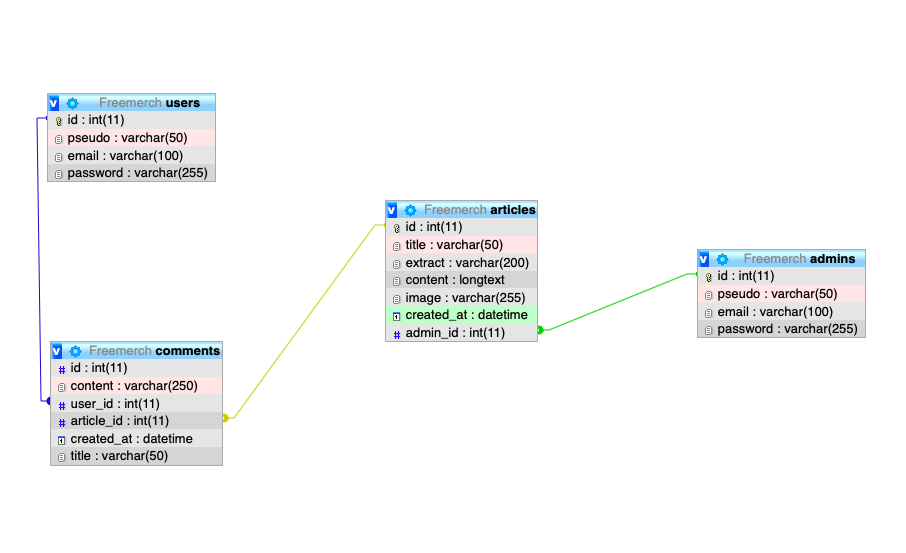 v Freemerch users
id : int(11)
pseudo : varchar(50)
email : varchar(100)
password : varchar(255)
v Freemerch articles
# id : int(11)
title : varchar(50)
extract : varchar(200)
content : longtext
image : varchar(255)
created_at : datetime
# admin_id : int(11)
v Freemerch admins
id : int(11)
pseudo : varchar(50)
email : varchar(100)
password : varchar(255)
v Freemerch comments
# id : int(11)
content : varchar(250)
# user_id : int(11)
# article_id : int(11)
created_at : datetime
title : varchar(50)